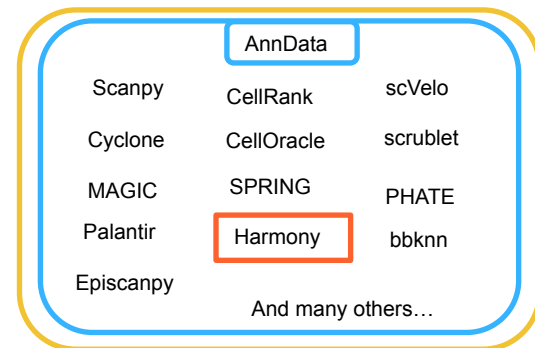 AnnData
Scanpy CellRank scVelo
Cyclone CellOracle scrublet
MAGIC SPRING PHATE
Palantir Harmony bbknn
Episcanpy
And many others…